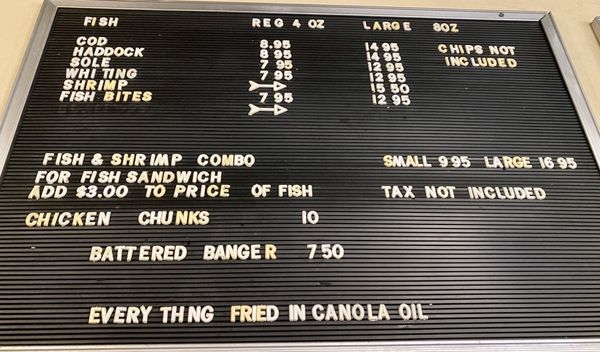 FISH REG 4 OZ LARGE 8OZ
COD 8.95 14 95 CHIPS NOT
HADDOCK 8 95 14 95 INCLUDED
SOLE 7 95 12 95
WHITING 7 95 12 95
SHRIMP 15 50
FISH BITES 7 95 12 95
FISH & SHRIMP COMBO SMALL 9 95 LARGE 16 95
FOR FISH SANDWICH
ADD $3.00 TO PRICE OF FISH TAX NOT INCLUDED
CHICKEN CHUNKS 10
BATTERED BANGER 7 50
EVERY TH NG FRIED IN CANOLA OIL